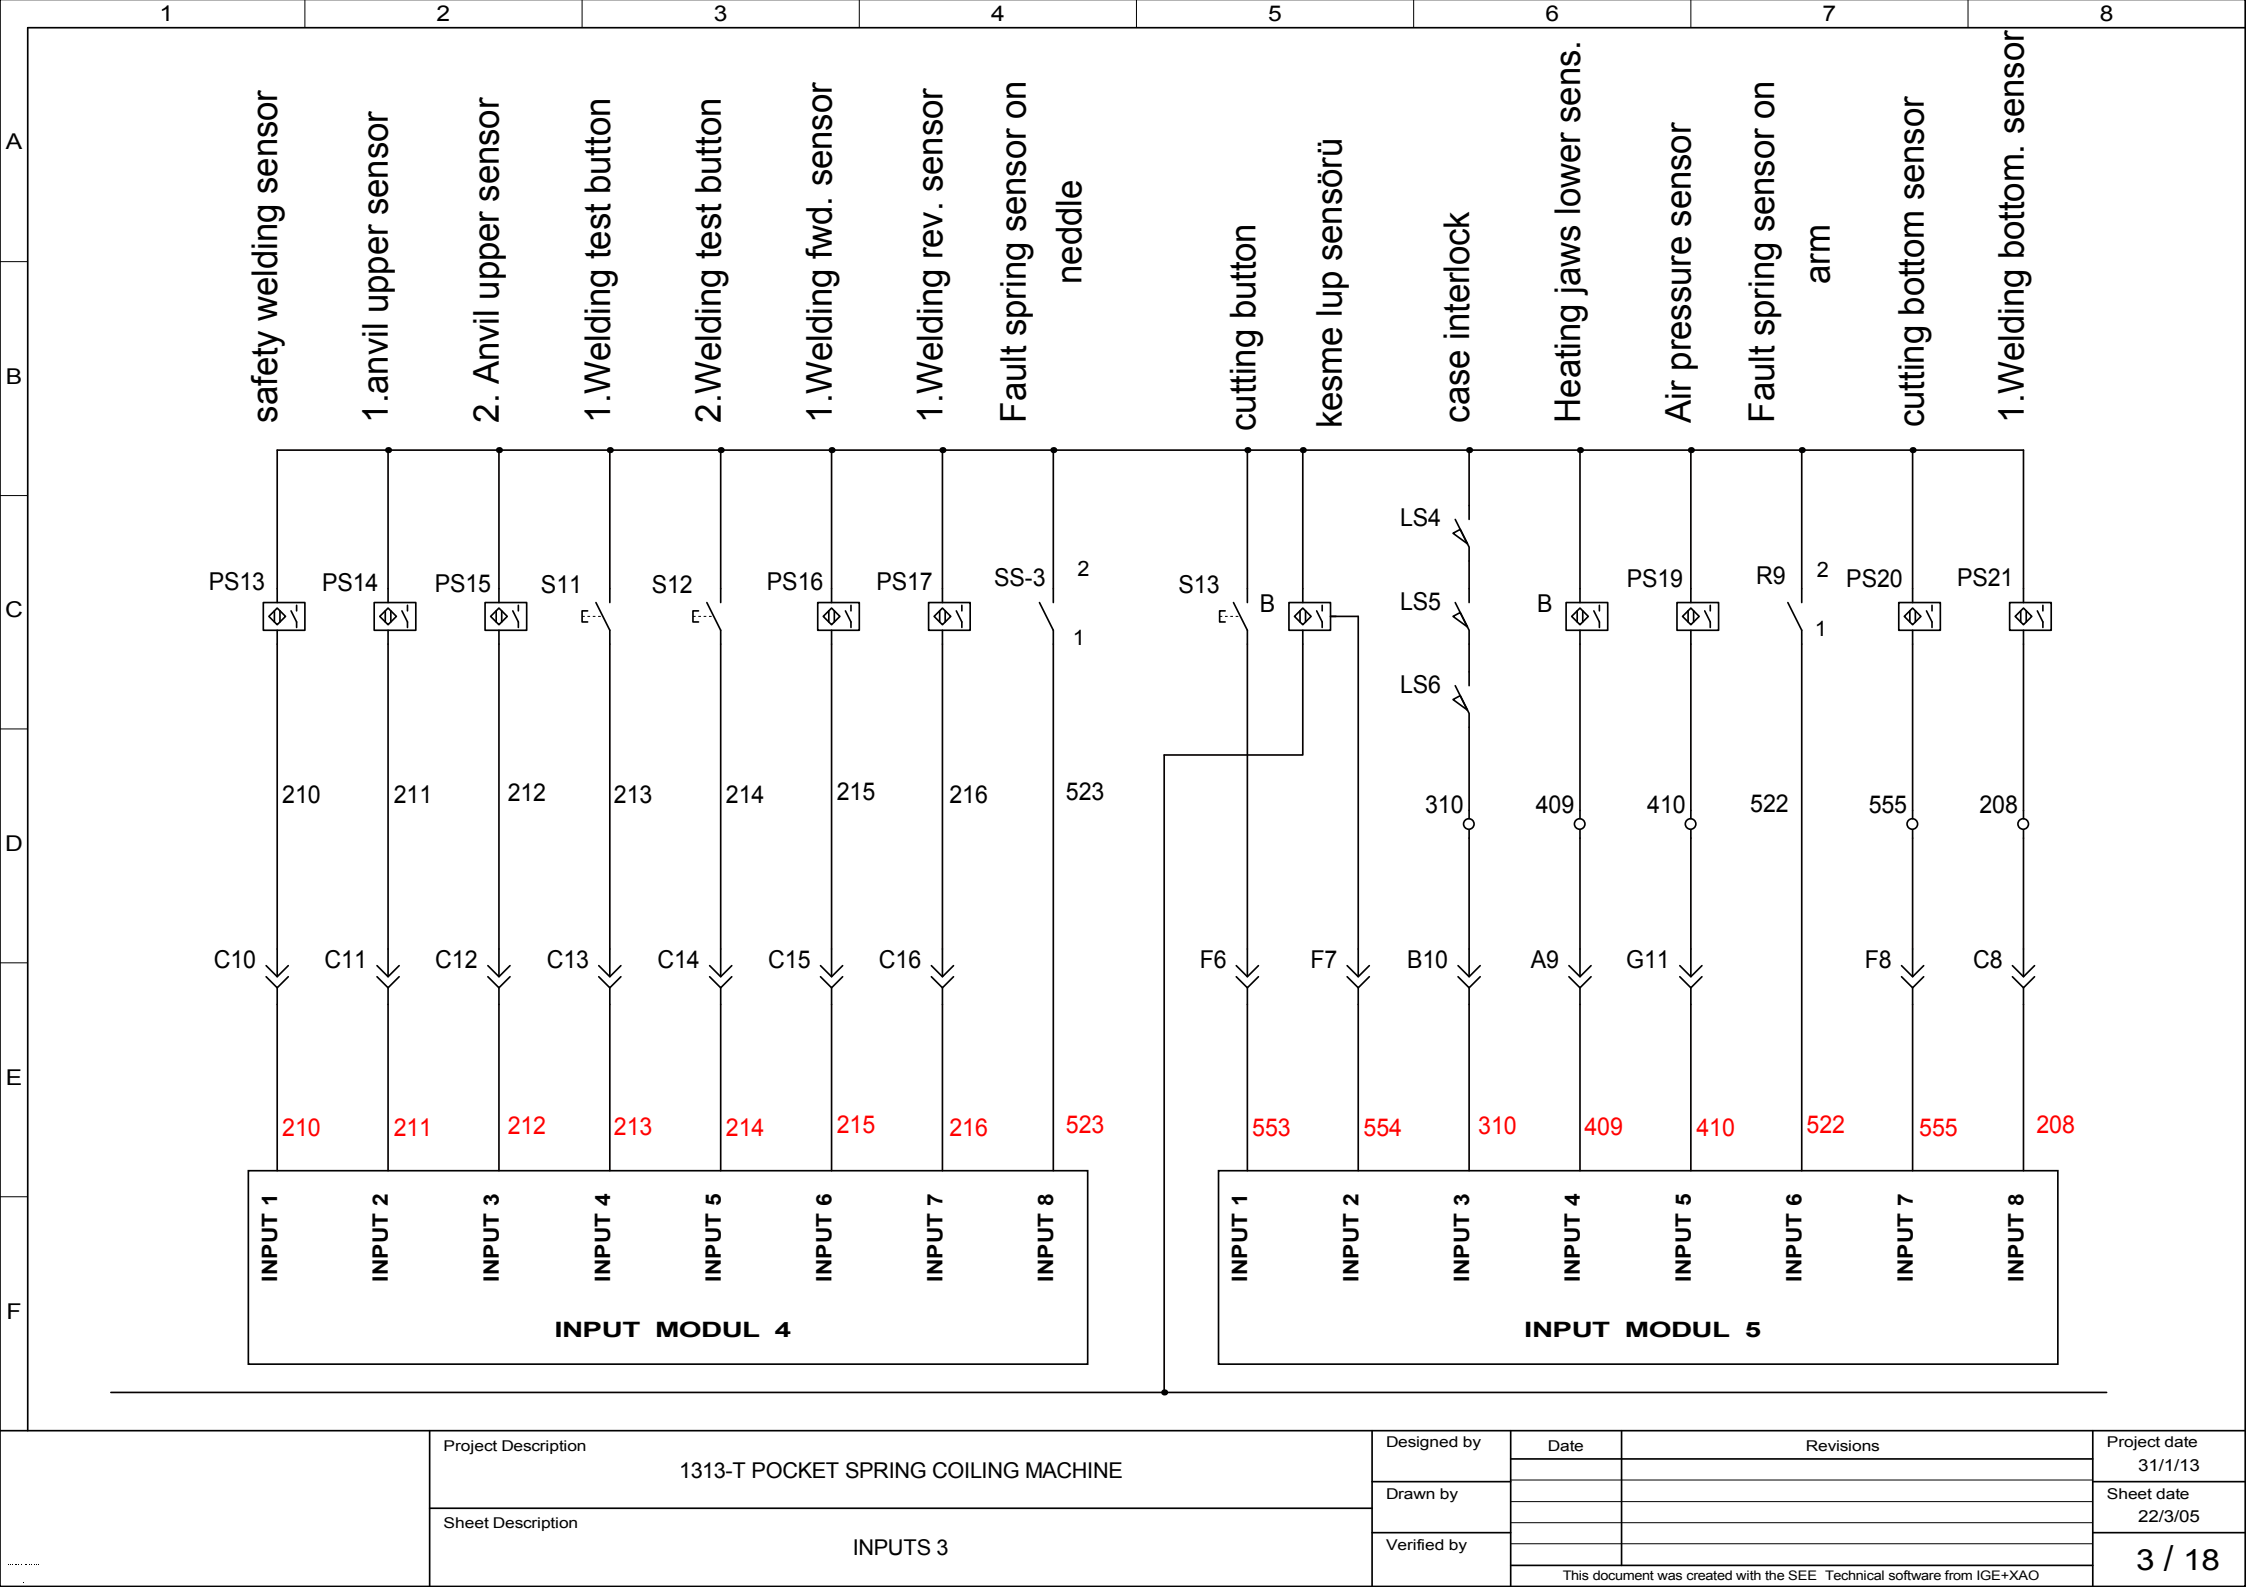 1 2 3 4 5 6 7 8
A
B
C
D
E
F
safety welding sensor
1.anvil upper sensor
2. Anvil upper sensor
1.Welding test button
2.Welding test button
1.Welding fwd. sensor
1.Welding rev. sensor
Fault spring sensor on
neddle
cutting button
kesme lup sensörü
case interlock
Heating jaws lower sens.
Air pressure sensor
Fault spring sensor on
arm
cutting bottom sensor
1.Welding bottom. sensor
LS4
PS13 PS14 PS15 S11 S12 PS16 PS17 SS-3 2 S13 B LS5 B PS19 R9 2 PS20 PS21
1 1
LS6
210 211 212 213 214 215 216 523 310 409 410 522 555 208
C10 C11 C12 C13 C14 C15 C16 F6 F7 B10 A9 G11 F8 C8
210 211 212 213 214 215 216 523 553 554 310 409 410 522 555 208
INPUT 1
INPUT 2
INPUT 3
INPUT 4
INPUT 5
INPUT 6
INPUT 7
INPUT 8
INPUT MODUL 4
INPUT 1
INPUT 2
INPUT 3
INPUT 4
INPUT 5
INPUT 6
INPUT 7
INPUT 8
INPUT MODUL 5
Project Description
1313-T POCKET SPRING COILING MACHINE
Sheet Description
INPUTS 3
Designed by
Drawn by
Verified by
Date Revisions
This document was created with the SEE Technical software from IGE+XAO
Project date
31/1/13
Sheet date
22/3/05
3 / 18